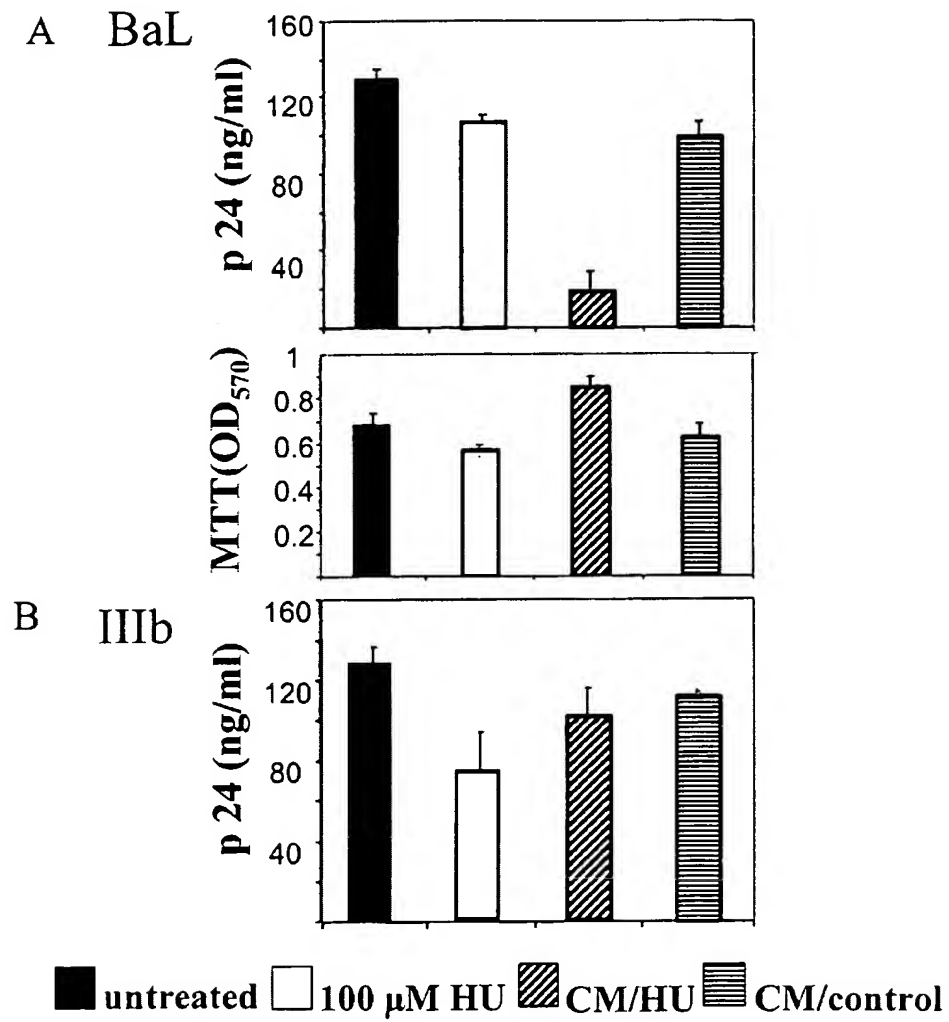 A BaL
p 24 (ng/ml)
160
120
80
40
MTT(OD570)
1
0.8
0.6
0.4
0.2
B IIIb
p 24 (ng/ml)
160
120
80
40
untreated 100 µM HU CM/HU CM/control